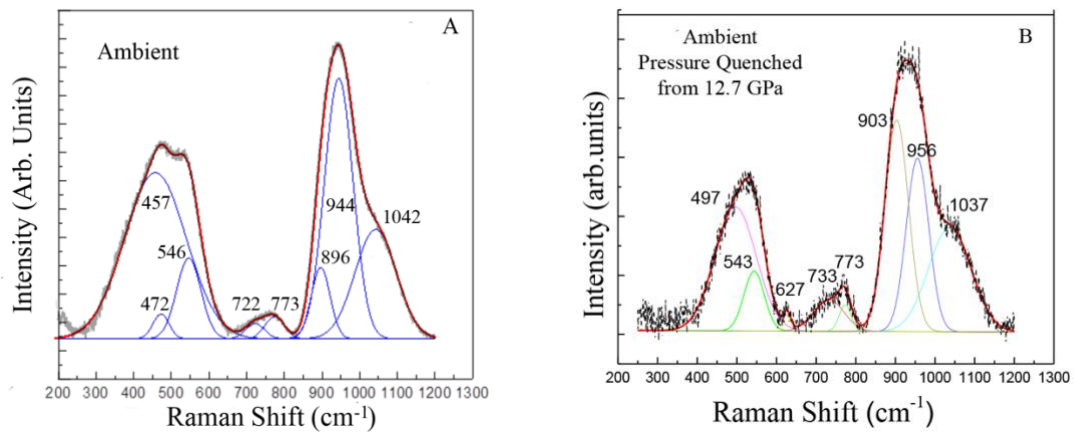 A
Ambient
944
1042
457
546
896
472
722
773
Intensity (Arb. Units)
200 300 400 500 600 700 800 900 1000 1100 1200 1300
Raman Shift (cm-1)
B
Ambient
Pressure Quenched
from 12.7 GPa
903
956
497
1037
543
627
733
773
Intensity (arb.units)
200 300 400 500 600 700 800 900 1000 1100 1200 1300
Raman Shift (cm-1)